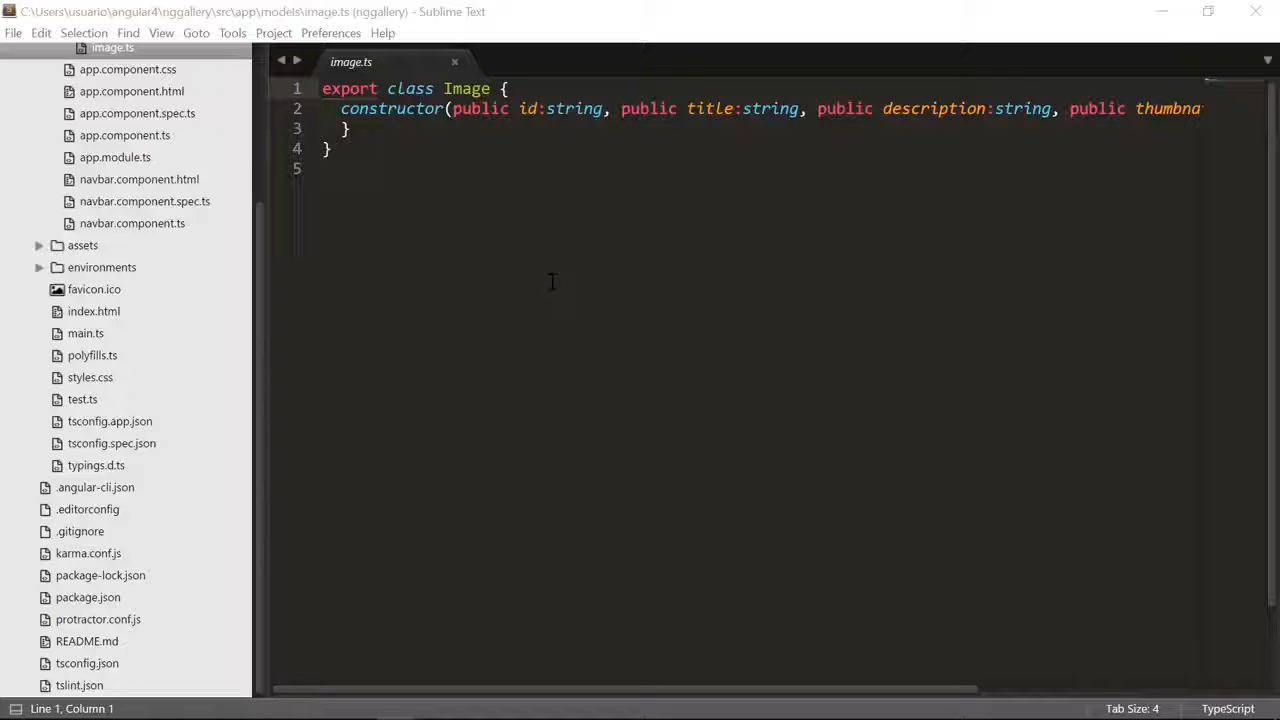 C:\Users\usuario\angular4\nggallery\src\app\models\image.ts (nggallery) - Sublime Text
File Edit Selection Find View Goto Tools Project Preferences Help
image.ts
app.component.css
app.component.html
app.component.spec.ts
app.component.ts
app.module.ts
navbar.component.html
navbar.component.spec.ts
navbar.component.ts
assets
environments
favicon.ico
index.html
main.ts
polyfills.ts
styles.css
test.ts
tsconfig.app.json
tsconfig.spec.json
typings.d.ts
.angular-cli.json
.editorconfig
.gitignore
karma.conf.js
package-lock.json
package.json
protractor.conf.js
README.md
tsconfig.json
tslint.json
image.ts
1 export class Image {
2 constructor(public id:string, public title:string, public description:string, public thumbna
3 }
4 }
5
Line 1, Column 1
Tab Size: 4
TypeScript